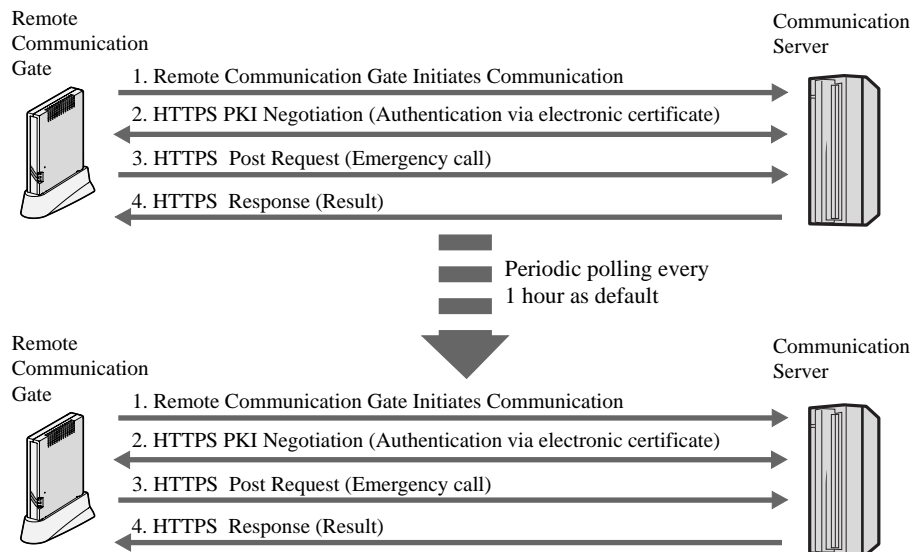 Remote
Communication
Gate
Communication
Server
1. Remote Communication Gate Initiates Communication
2. HTTPS PKI Negotiation (Authentication via electronic certificate)
3. HTTPS  Post Request (Emergency call)
4. HTTPS  Response (Result)
Periodic polling every
1 hour as default
Remote
Communication
Gate
Communication
Server
1. Remote Communication Gate Initiates Communication
2. HTTPS PKI Negotiation (Authentication via electronic certificate)
3. HTTPS  Post Request (Emergency call)
4. HTTPS  Response (Result)